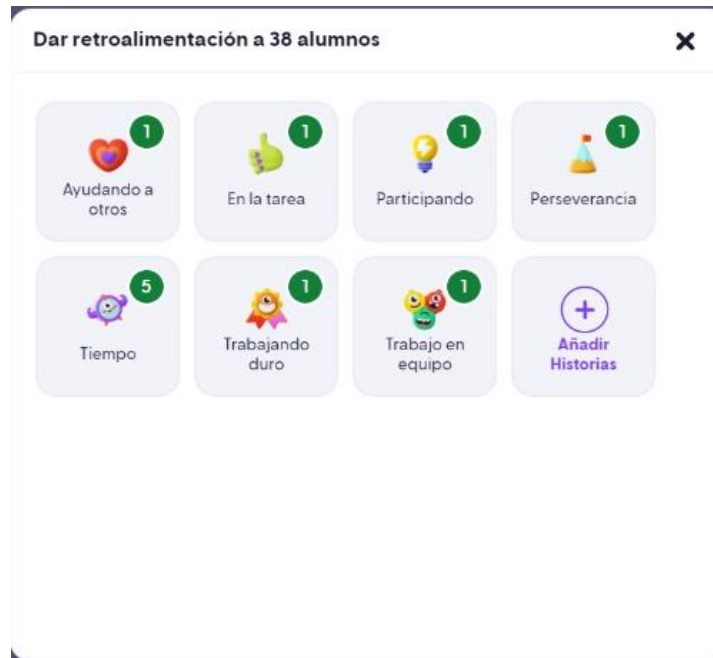 Dar retroalimentación a 38 alumnos
1
Ayudando a
otros
1
En la tarea
1
Participando
1
Perseverancia
5
Tiempo
1
Trabajando
duro
1
Trabajo en
equipo
Añadir
Historias